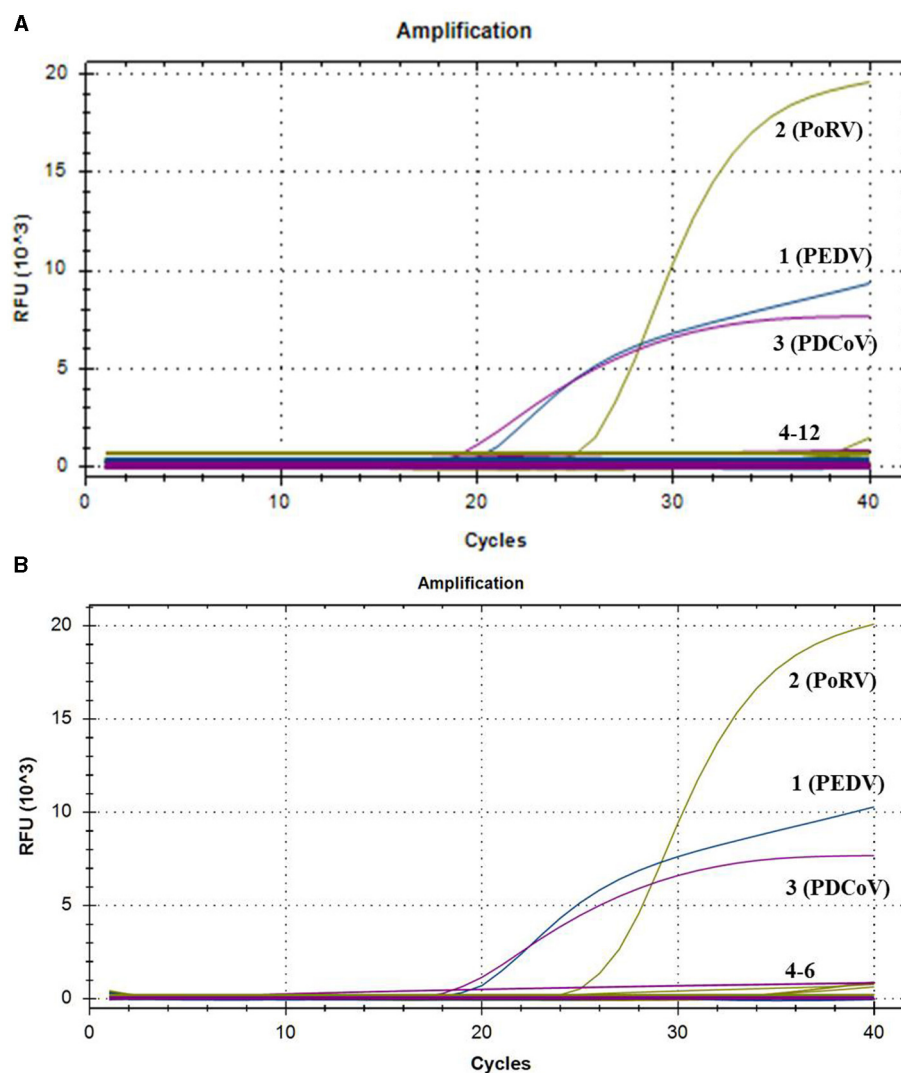 A
Amplification
20
2 (PoRV)
15
RFU (10^3)
1 (PEDV)
10
3 (PDCoV)
5
4-12
0
0 10 20 30 40
Cycles
B
Amplification
20
2 (PoRV)
15
RFU (10^3)
1 (PEDV)
10
3 (PDCoV)
5
4-6
0
0 10 20 30 40
Cycles